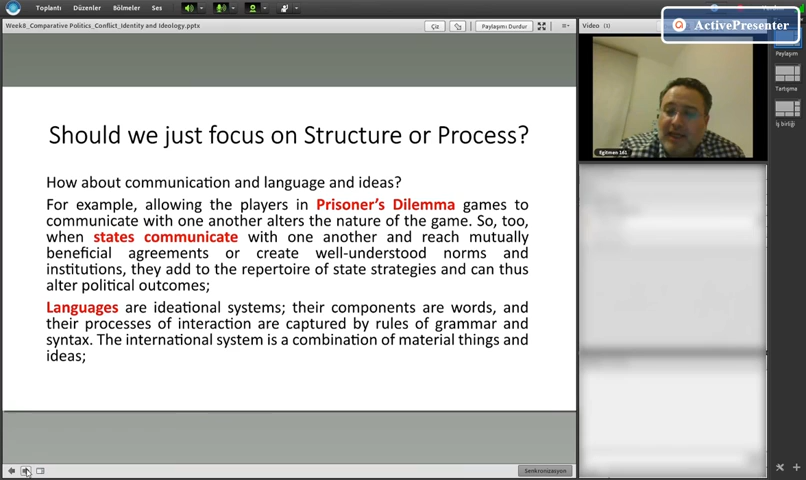 Toplantı Düzenler Bölmeler Ses
ActivePresenter
Week8_Comparative Politics_Conflict_Identity and Ideology.pptx
Çiz
Paylaşımı Durdur
Video (3)
Paylaşım
Tartışma
İş birliği
Egitmen 161
Should we just focus on Structure or Process?
How about communication and language and ideas?
For example, allowing the players in Prisoner's Dilemma games to
communicate with one another alters the nature of the game. So, too,
when states communicate with one another and reach mutually
beneficial agreements or create well-understood norms and
institutions, they add to the repertoire of state strategies and can thus
alter political outcomes;
Languages are ideational systems; their components are words, and
their processes of interaction are captured by rules of grammar and
syntax. The international system is a combination of material things and
ideas;
Senkronizasyon